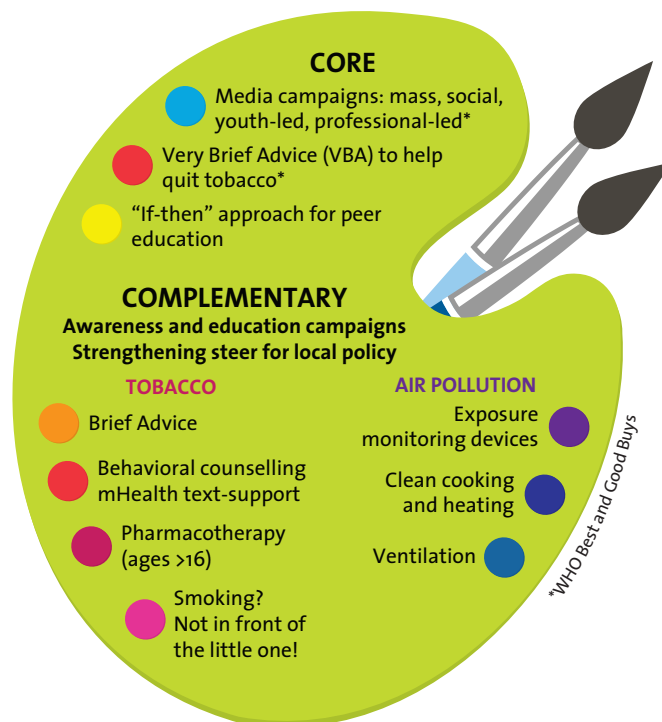 CORE
Media campaigns: mass, social,
youth-led, professional-led*
Very Brief Advice (VBA) to help
quit tobacco*
“If-then” approach for peer
education
COMPLEMENTARY
Awareness and education campaigns
Strengthening steer for local policy
TOBACCO
Brief Advice
Behavioral counselling
mHealth text-support
Pharmacotherapy
(ages >16)
Smoking?
Not in front of
the little one!
AIR POLLUTION
Exposure
monitoring devices
Clean cooking
and heating
Ventilation
*WHO Best and Good Buys